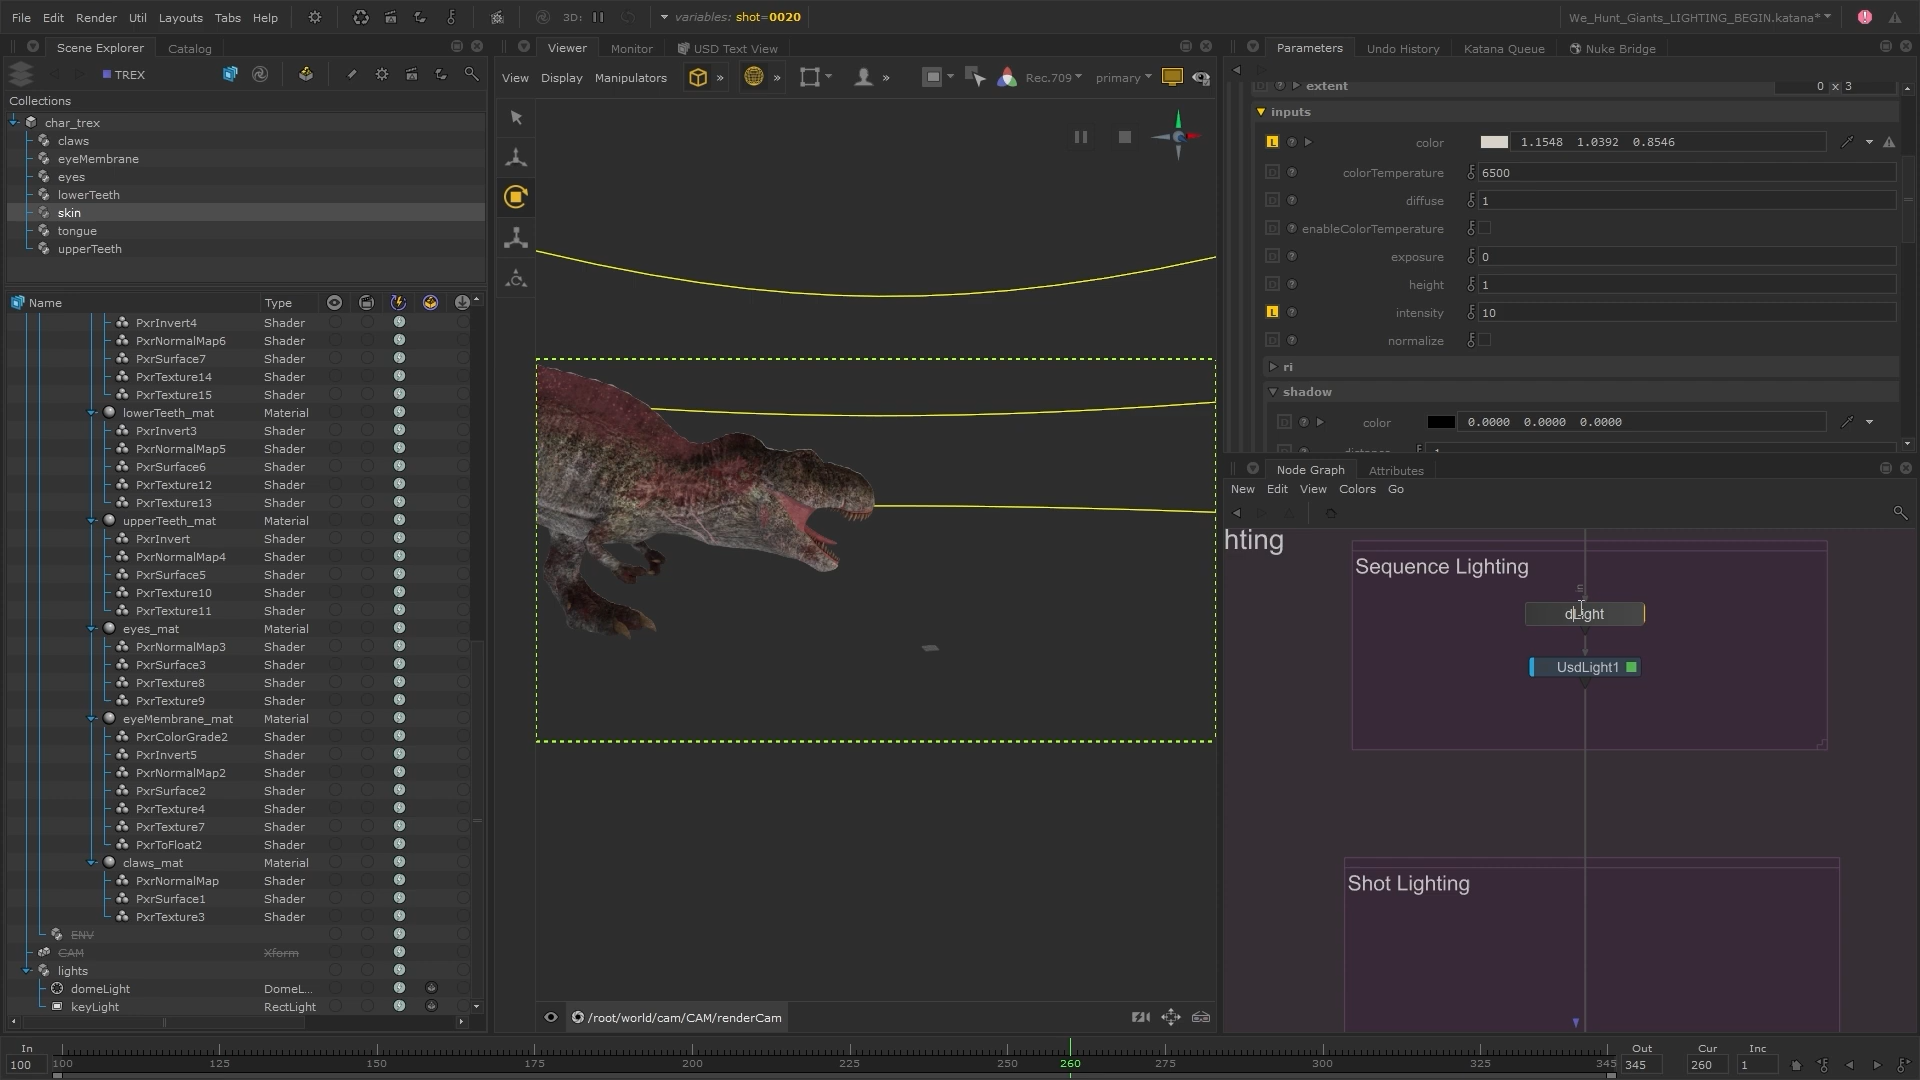 File Edit Render Util Layouts Tabs Help 3D: variables: shot=0020 We_Hunt_Giants_LIGHTING_BEGIN.katana*
Scene Explorer Catalog
TREX
Collections
char_trex
claws
eyeMembrane
eyes
lowerTeeth
skin
tongue
upperTeeth
Name Type
PxrInvert4 Shader
PxrNormalMap6 Shader
PxrSurface7 Shader
PxrTexture14 Shader
PxrTexture15 Shader
lowerTeeth_mat Material
PxrInvert3 Shader
PxrNormalMap5 Shader
PxrSurface6 Shader
PxrTexture12 Shader
PxrTexture13 Shader
upperTeeth_mat Material
PxrInvert Shader
PxrNormalMap4 Shader
PxrSurface5 Shader
PxrTexture10 Shader
PxrTexture11 Shader
eyes_mat Material
PxrNormalMap3 Shader
PxrSurface3 Shader
PxrTexture8 Shader
PxrTexture9 Shader
eyeMembrane_mat Material
PxrColorGrade2 Shader
PxrInvert5 Shader
PxrNormalMap2 Shader
PxrSurface2 Shader
PxrTexture4 Shader
PxrTexture7 Shader
PxrToFloat2 Shader
claws_mat Material
PxrNormalMap Shader
PxrSurface1 Shader
PxrTexture3 Shader
ENV
CAM Xform
lights
domeLight DomeL...
keyLight RectLight
Viewer Monitor USD Text View
View Display Manipulators » » » Rec.709 primary
/root/world/cam/CAM/renderCam
Parameters Undo History Katana Queue Nuke Bridge
extent 0 x 3
inputs
L color 1.1548 1.0392 0.8546
colorTemperature 6500
diffuse 1
enableColorTemperature
exposure 0
height 1
L intensity 10
normalize
ri
shadow
color 0.0000 0.0000 0.0000
Node Graph Attributes
New Edit View Colors Go
hting
Sequence Lighting
dLight
UsdLight1
Shot Lighting
In 100 100 125 150 175 200 225 250 260 275 300 325 345 Out 345 Cur 260 Inc 1